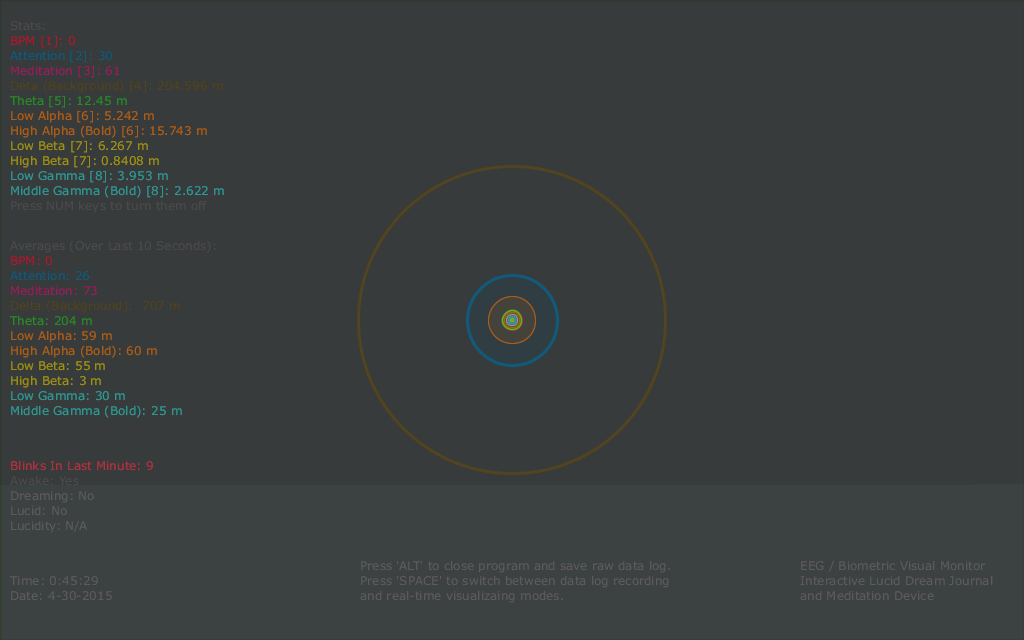 Stats:
BPM [1]: 0
Attention [2]: 30
Meditation [3]: 61
Delta (Background) [4]: 204.596 m
Theta [5]: 12.45 m
Low Alpha [6]: 5.242 m
High Alpha (Bold) [6]: 15.743 m
Low Beta [7]: 6.267 m
High Beta [7]: 0.8408 m
Low Gamma [8]: 3.953 m
Middle Gamma (Bold) [8]: 2.622 m
Press NUM keys to turn them off
Averages (Over Last 10 Seconds):
BPM: 0
Attention: 26
Meditation: 73
Delta (Background): 707 m
Theta: 204 m
Low Alpha: 59 m
High Alpha (Bold): 60 m
Low Beta: 55 m
High Beta: 3 m
Low Gamma: 30 m
Middle Gamma (Bold): 25 m
Blinks In Last Minute: 9
Awake: Yes
Dreaming: No
Lucid: No
Lucidity: N/A
Time: 0:45:29
Date: 4-30-2015
Press 'ALT' to close program and save raw data log.
Press 'SPACE' to switch between data log recording
and real-time visualizaing modes.
EEG / Biometric Visual Monitor
Interactive Lucid Dream Journal
and Meditation Device